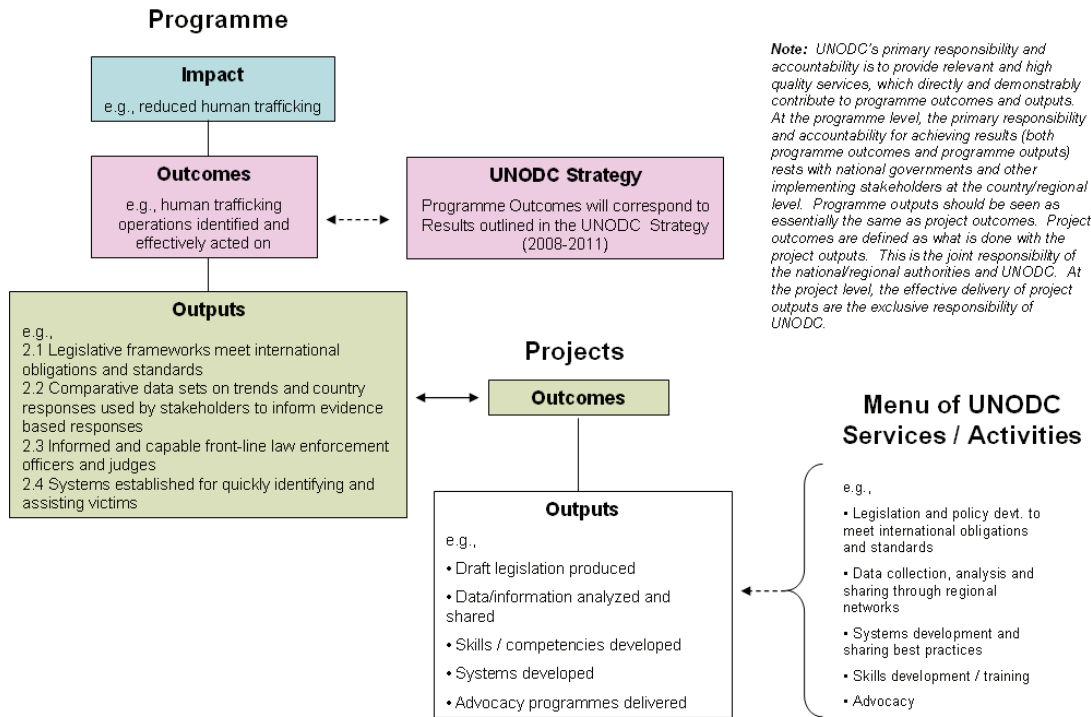 Programme
Impact
e.g., reduced human trafficking
Outcomes
e.g., human trafficking
operations identified and
effectively acted on
UNODC Strategy
Programme Outcomes will correspond to
Results outlined in the UNODC Strategy
(2008-2011)
Note: UNODC's primary responsibility and
accountability is to provide relevant and high
quality services, which directly and demonstrably
contribute to programme outcomes and outputs.
At the programme level, the primary responsibility
and accountability for achieving results (both
programme outcomes and programme outputs)
rests with national governments and other
implementing stakeholders at the country/regional
level. Programme outputs should be seen as
essentially the same as project outcomes. Project
outcomes are defined as what is done with the
project outputs. This is the joint responsibility of
the national/regional authorities and UNODC. At
the project level, the effective delivery of project
outputs are the exclusive responsibility of
UNODC.
Outputs
e.g.,
2.1 Legislative frameworks meet international
obligations and standards
2.2 Comparative data sets on trends and country
responses used by stakeholders to inform evidence
based responses
2.3 Informed and capable front-line law enforcement
officers and judges
2.4 Systems established for quickly identifying and
assisting victims
Projects
Outcomes
Outputs
e.g.,
• Draft legislation produced
• Data/information analyzed and
shared
• Skills / competencies developed
• Systems developed
• Advocacy programmes delivered
Menu of UNODC
Services / Activities
e.g.,
▪ Legislation and policy devt. to
meet international obligations
and standards
▪ Data collection, analysis and
sharing through regional
networks
▪ Systems development and
sharing best practices
▪ Skills development / training
▪ Advocacy